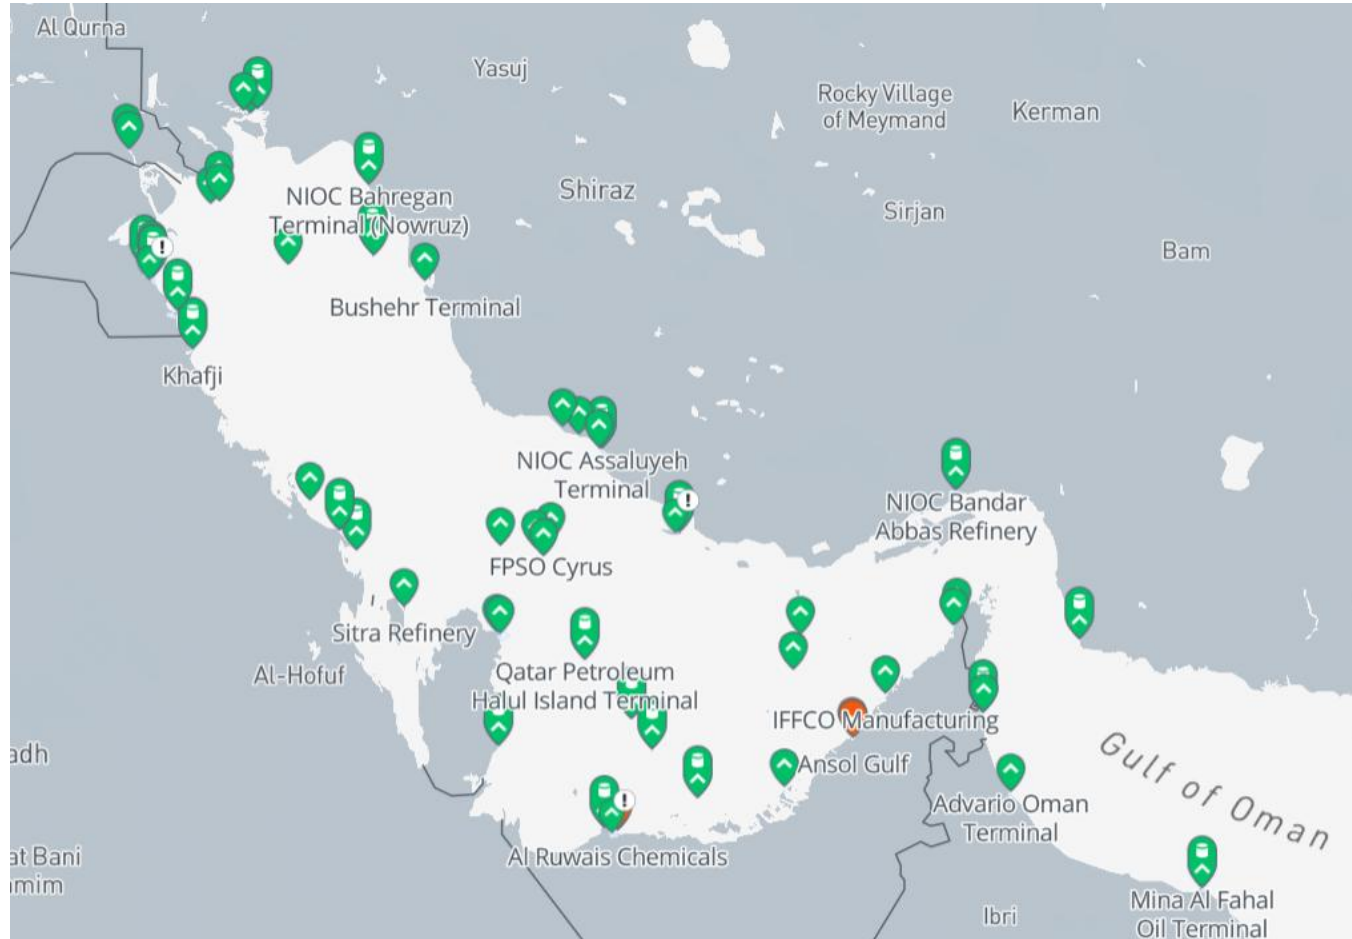 Al Qurna
Yasuj
Rocky Village
of Meymand
Kerman
NIOC Bahregan
Terminal (Nowruz)
Shiraz
Sirjan
Bam
Bushehr Terminal
Khafji
NIOC Assaluyeh
Terminal
NIOC Bandar
Abbas Refinery
FPSO Cyrus
Sitra Refinery
Al-Hofuf
Qatar Petroleum
Halul Island Terminal
IFFCO Manufacturing
Ansol Gulf
Gulf of Oman
adh
Advario Oman
Terminal
at Bani
mim
Al Ruwais Chemicals
Ibri
Mina Al Fahal
Oil Terminal